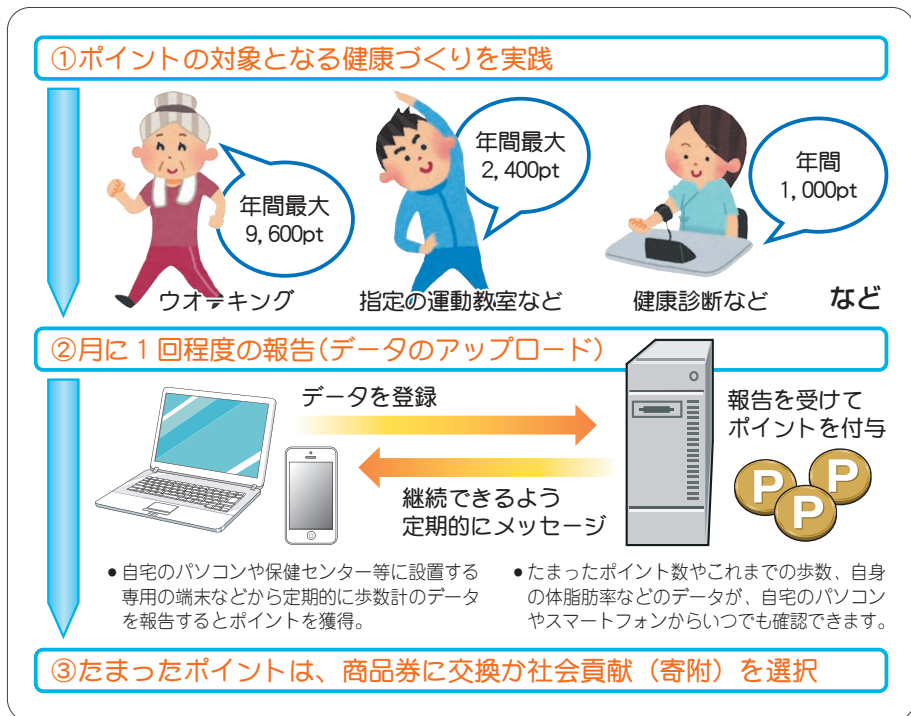 ①ポイントの対象となる健康づくりを実践
年間最大
9,600pt
年間最大
2,400pt
年間
1,000pt
ウオーキング
指定の運動教室など
健康診断など
など
②月に1回程度の報告(データのアップロード)
データを登録
継続できるよう
定期的にメッセージ
報告を受けて
ポイントを付与
P
P
P
●自宅のパソコンや保健センター等に設置する
専用の端末などから定期的に歩数計のデータ
を報告するとポイントを獲得。
●たまったポイント数やこれまでの歩数、自身
の体脂肪率などのデータが、自宅のパソコン
やスマートフォンからいつでも確認できます。
③たまったポイントは、商品券に交換か社会貢献(寄附)を選択